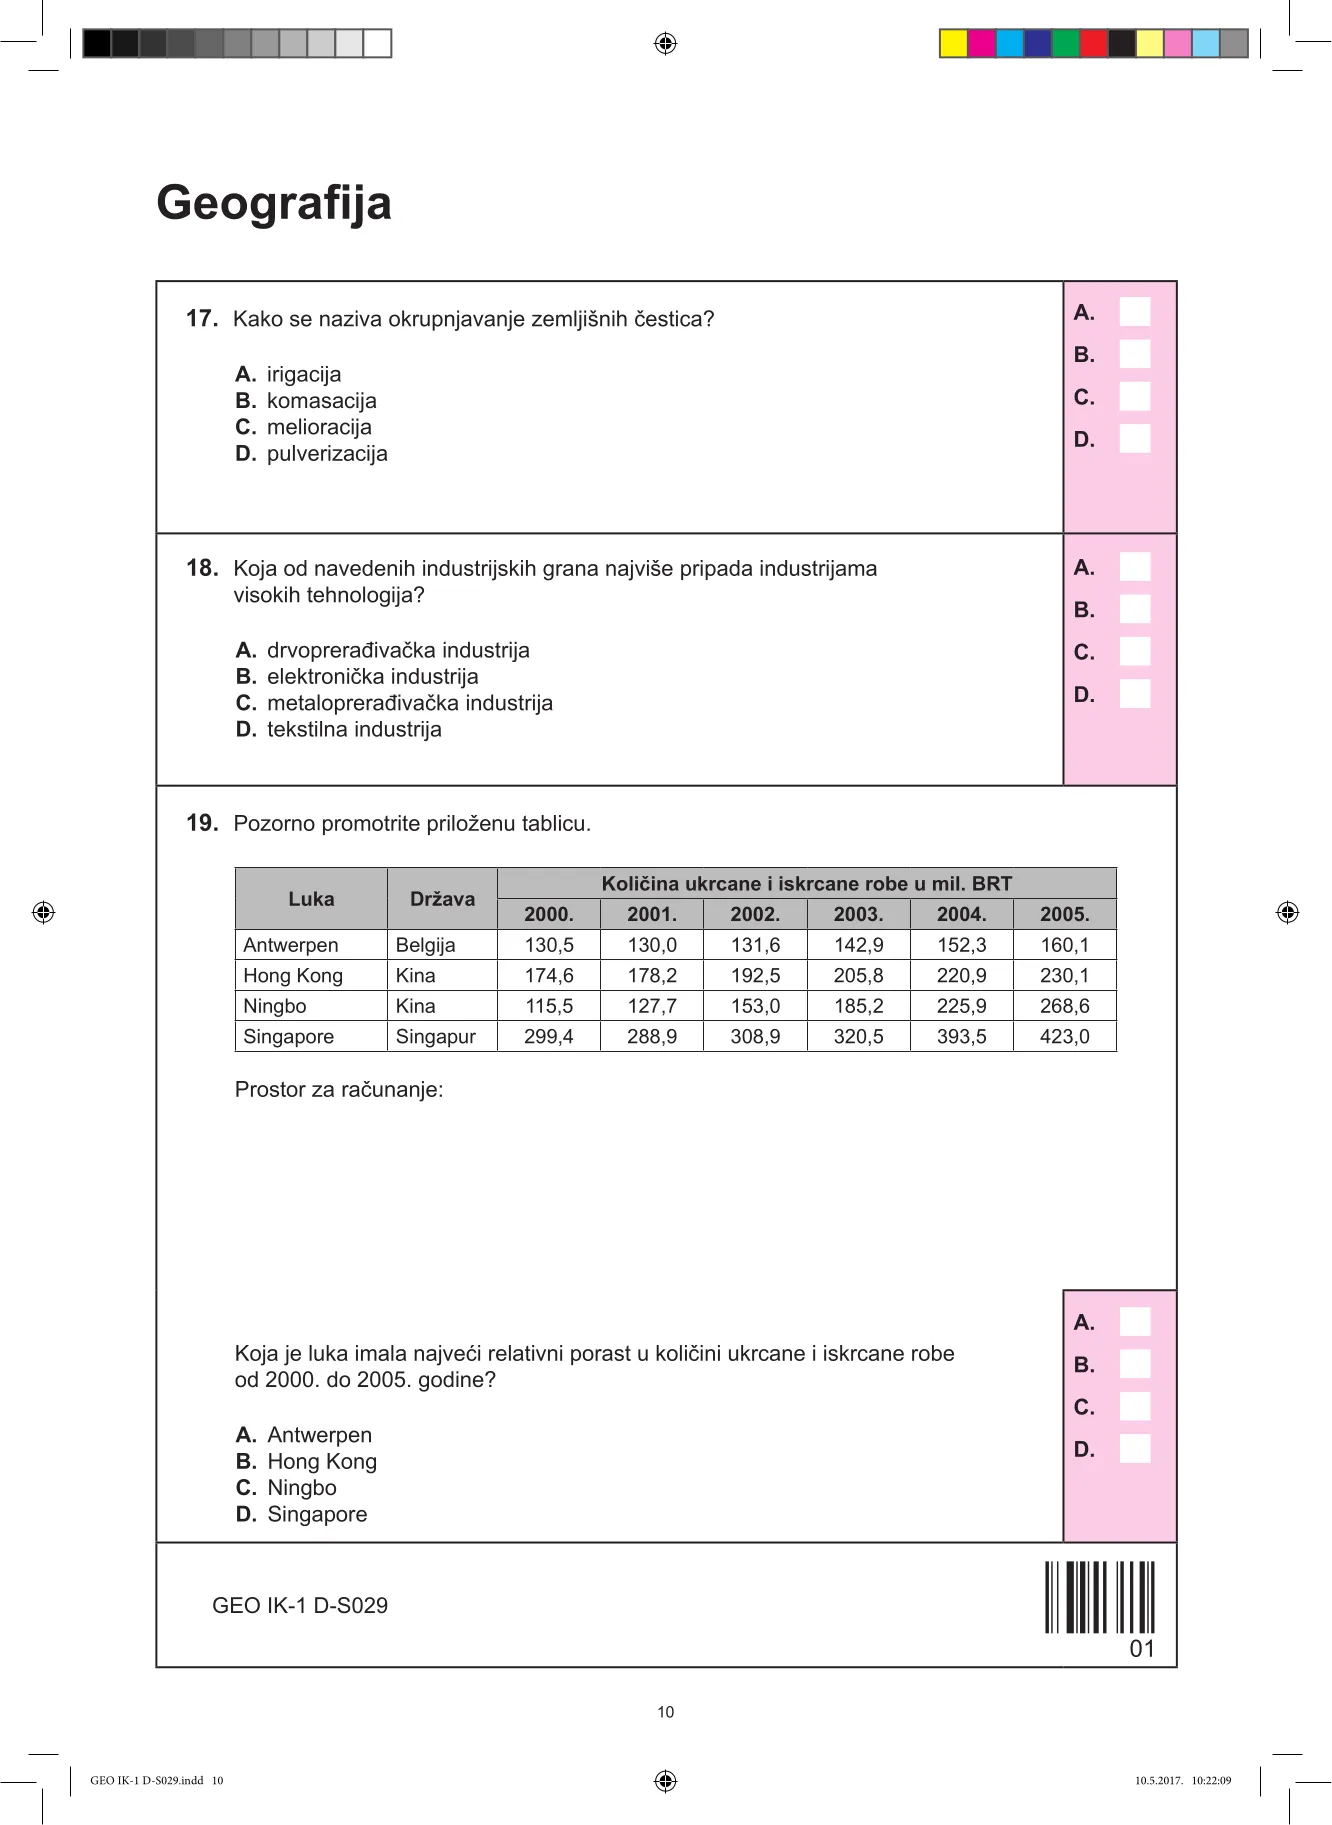 Geografija
17. Kako se naziva okrupnjavanje zemljišnih čestica?
A. irigacija
B. komasacija
C. melioracija
D. pulverizacija
A.
B.
C.
D.
18. Koja od navedenih industrijskih grana najviše pripada industrijama
visokih tehnologija?
A. drvoprerađivačka industrija
B. elektronička industrija
C. metaloprerađivačka industrija
D. tekstilna industrija
A.
B.
C.
D.
19. Pozorno promotrite priloženu tablicu.
Luka Država Količina ukrcane i iskrcane robe u mil. BRT
2000. 2001. 2002. 2003. 2004. 2005.
Antwerpen Belgija 130,5 130,0 131,6 142,9 152,3 160,1
Hong Kong Kina 174,6 178,2 192,5 205,8 220,9 230,1
Ningbo Kina 115,5 127,7 153,0 185,2 225,9 268,6
Singapore Singapur 299,4 288,9 308,9 320,5 393,5 423,0
Prostor za računanje:
Koja je luka imala najveći relativni porast u količini ukrcane i iskrcane robe
od 2000. do 2005. godine?
A. Antwerpen
B. Hong Kong
C. Ningbo
D. Singapore
A.
B.
C.
D.
GEO IK-1 D-S029
01
10
GEO IK-1 D-S029.indd 10
10.5.2017. 10:22:09